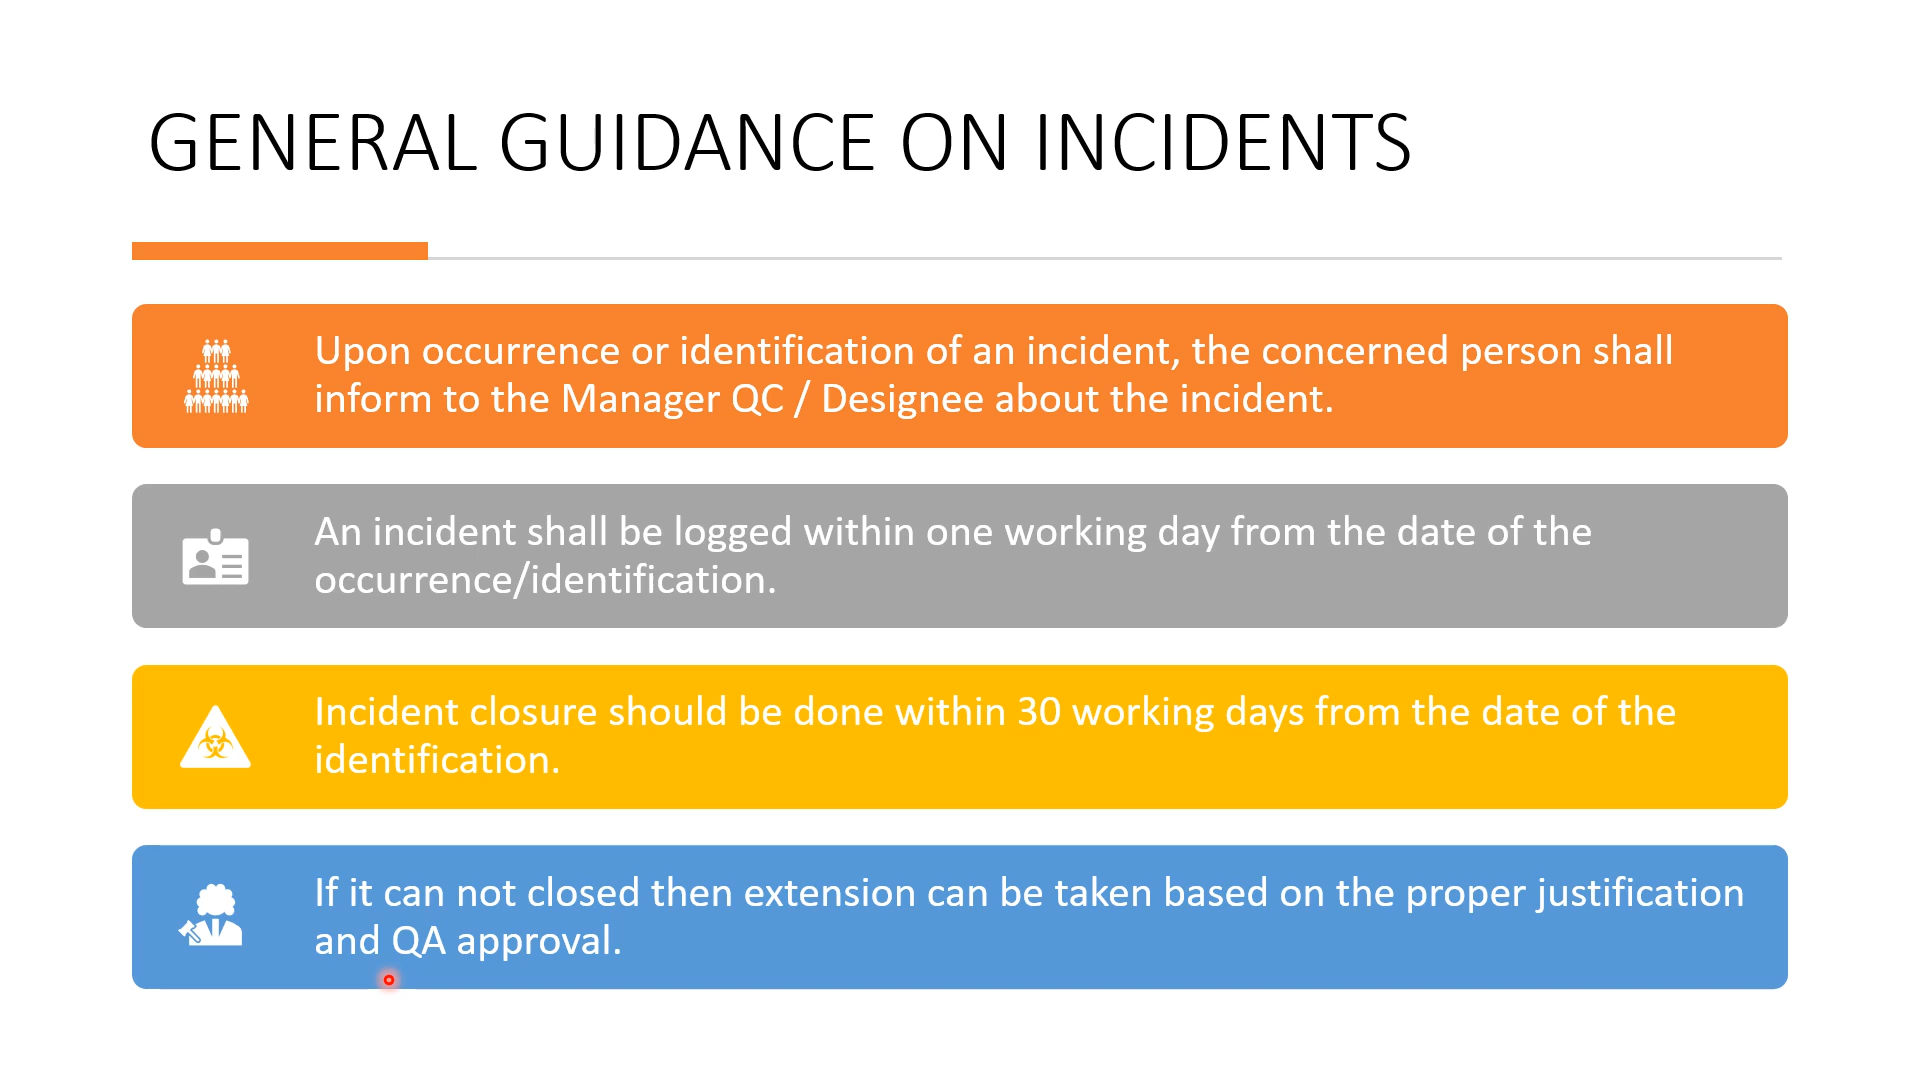 GENERAL GUIDANCE ON INCIDENTS
Upon occurrence or identification of an incident, the concerned person shall
inform to the Manager QC / Designee about the incident.
An incident shall be logged within one working day from the date of the
occurrence/identification.
Incident closure should be done within 30 working days from the date of the
identification.
If it can not closed then extension can be taken based on the proper justification
and QA approval.